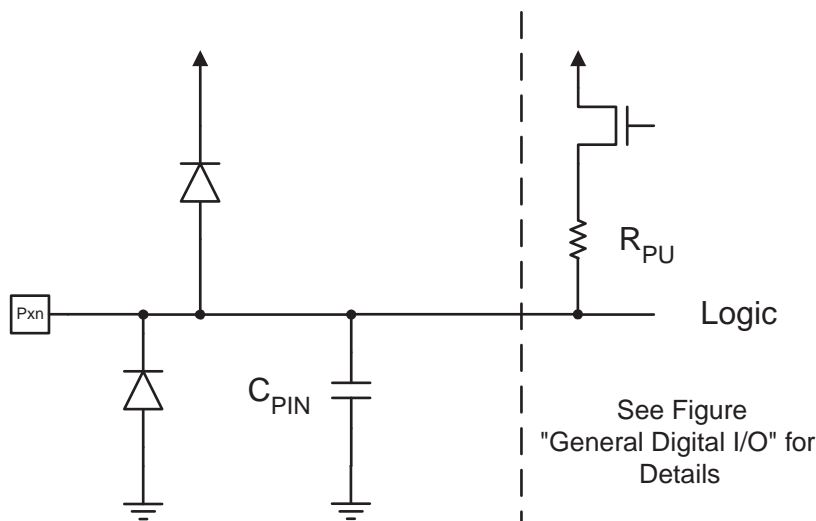 R_PU
Pxn
Logic
C_PIN
See Figure
"General Digital I/O" for
Details